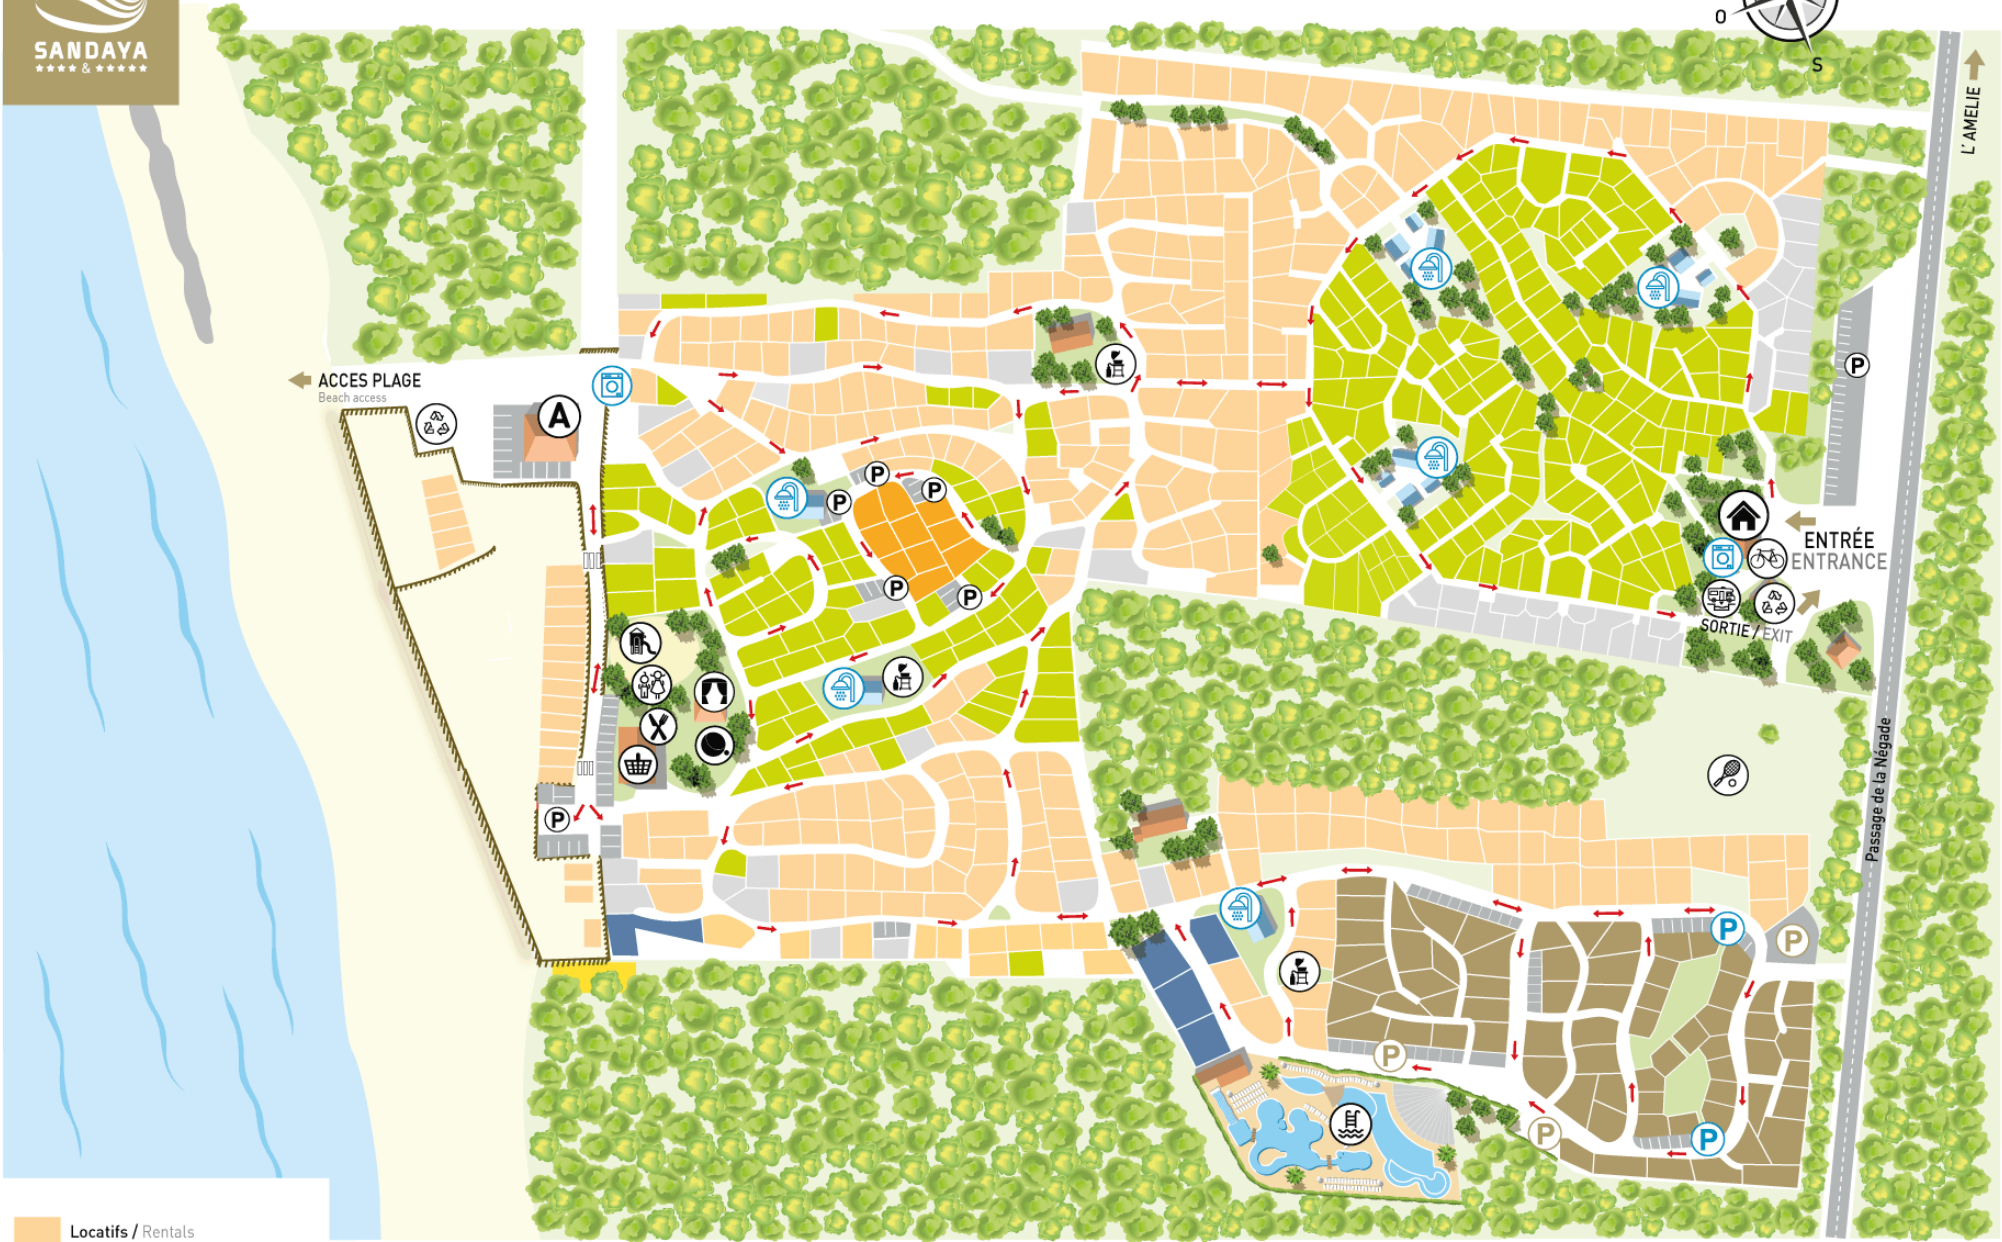 SANDAYA
**** & *****
O
S
L'AMELIE
ACCES PLAGE
Beach access
A
P
P
P
P
P
P
ENTRÉE
ENTRANCE
SORTIE / EXIT
Passage de la Négade
P
P
P
P
P
P
Locatifs / Rentals